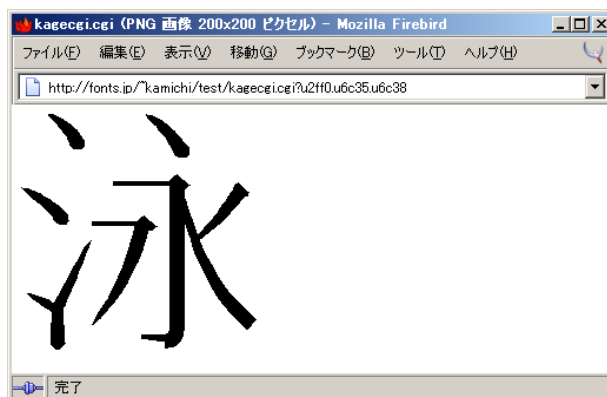 kagecgi.cgi (PNG 画像 200x200 ピクセル) - Mozilla Firebird
ファイル(F) 編集(E) 表示(V) 移動(G) ブックマーク(B) ツール(T) ヘルプ(H)
http://fonts.jp/~kamichi/test/kagecgi.cgi?u2ff0.u6c35.u6c38
泳
完了